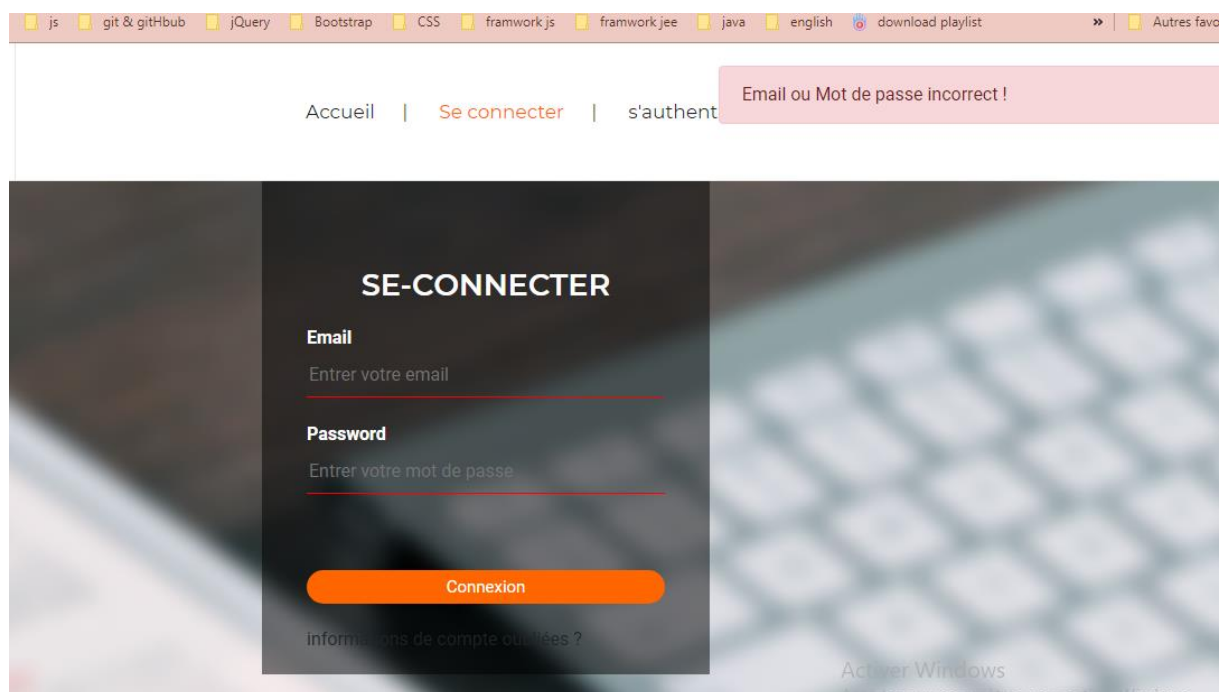 js git & gitHbub jQuery Bootstrap CSS framwork js framwork jee java english download playlist » Autres favo
Email ou Mot de passe incorrect !
Accueil | Se connecter | s'authent
SE-CONNECTER
Email
Entrer votre email
Password
Entrer votre mot de passe
Connexion
informations de compte oubliées ?
Activer Windows